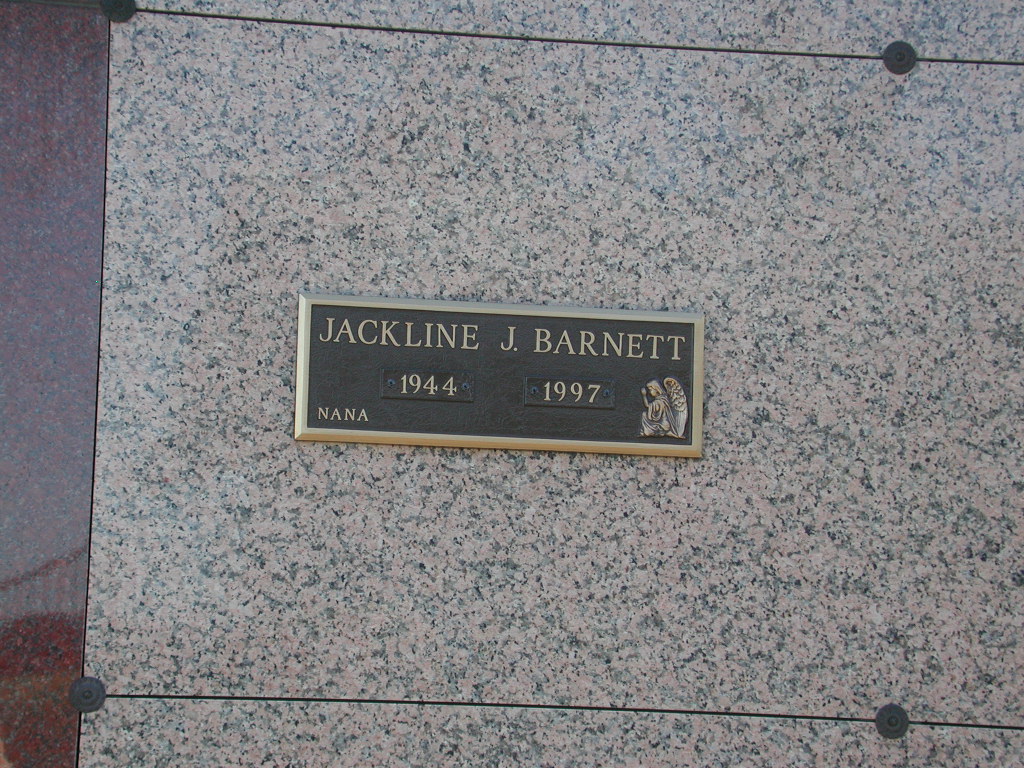 JACKLINE J. BARNETT
1944 1997
NANA